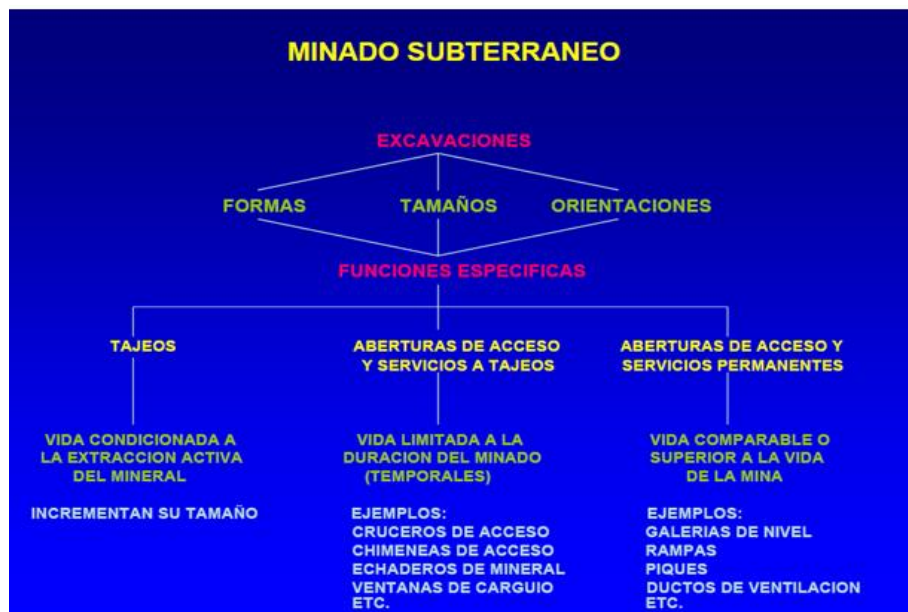 MINADO SUBTERRANEO
EXCAVACIONES
FORMAS
TAMAÑOS
ORIENTACIONES
FUNCIONES ESPECIFICAS
TAJEOS
VIDA CONDICIONADA A
LA EXTRACCION ACTIVA
DEL MINERAL
INCREMENTAN SU TAMAÑO
ABERTURAS DE ACCESO
Y SERVICIOS A TAJEOS
VIDA LIMITADA A LA
DURACION DEL MINADO
(TEMPORALES)
EJEMPLOS:
CRUCEROS DE ACCESO
CHIMENEAS DE ACCESO
ECHADEROS DE MINERAL
VENTANAS DE CARGUIO
ETC.
ABERTURAS DE ACCESO Y
SERVICIOS PERMANENTES
VIDA COMPARABLE O
SUPERIOR A LA VIDA
DE LA MINA
EJEMPLOS:
GALERIAS DE NIVEL
RAMPAS
PIQUES
DUCTOS DE VENTILACION
ETC.